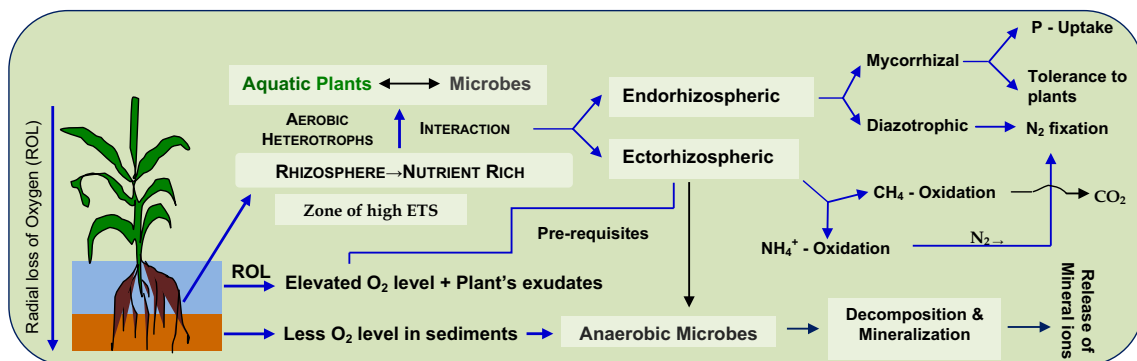 Radial loss of Oxygen (ROL)
Aquatic Plants
Microbes
AEROBIC
HETEROTROPHS
INTERACTION
RHIZOSPHERE→NUTRIENT RICH
Zone of high ETS
Endorhizospheric
Ectorhizospheric
Mycorrhizal
P - Uptake
Tolerance to
plants
Diazotrophic
N₂ fixation
CH₄ - Oxidation
CO₂
NH₄⁺ - Oxidation
N₂→
Pre-requisites
ROL
Elevated O₂ level + Plant's exudates
Less O₂ level in sediments
Anaerobic Microbes
Decomposition &
Mineralization
Release of
Mineral ions